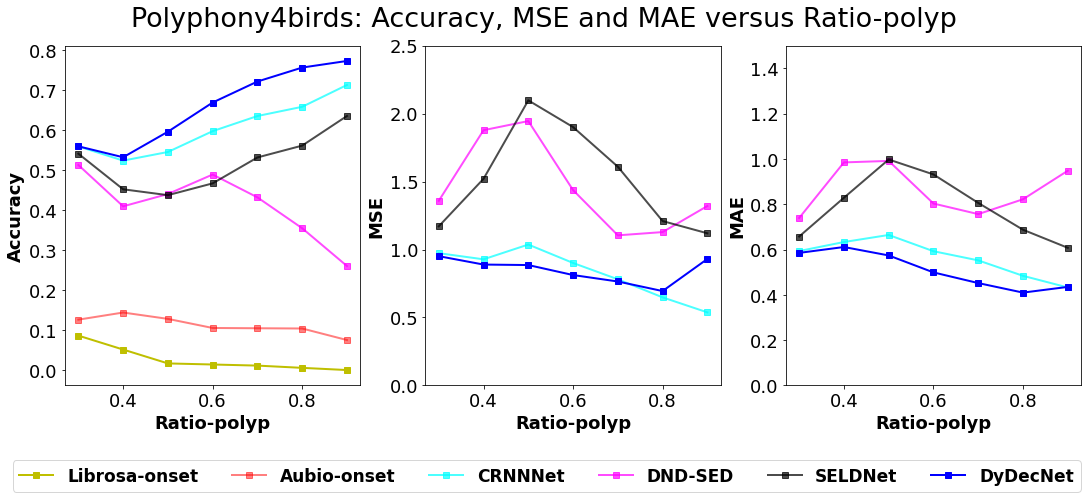 Polyphony4birds: Accuracy, MSE and MAE versus Ratio-polyp
Accuracy
0.8
0.7
0.6
0.5
0.4
0.3
0.2
0.1
0.0
0.4 0.6 0.8
Ratio-polyp
MSE
2.5
2.0
1.5
1.0
0.5
0.0
0.4 0.6 0.8
Ratio-polyp
MAE
1.4
1.2
1.0
0.8
0.6
0.4
0.2
0.0
0.4 0.6 0.8
Ratio-polyp
Librosa-onset Aubio-onset CRNNNet DND-SED SELDNet DyDecNet